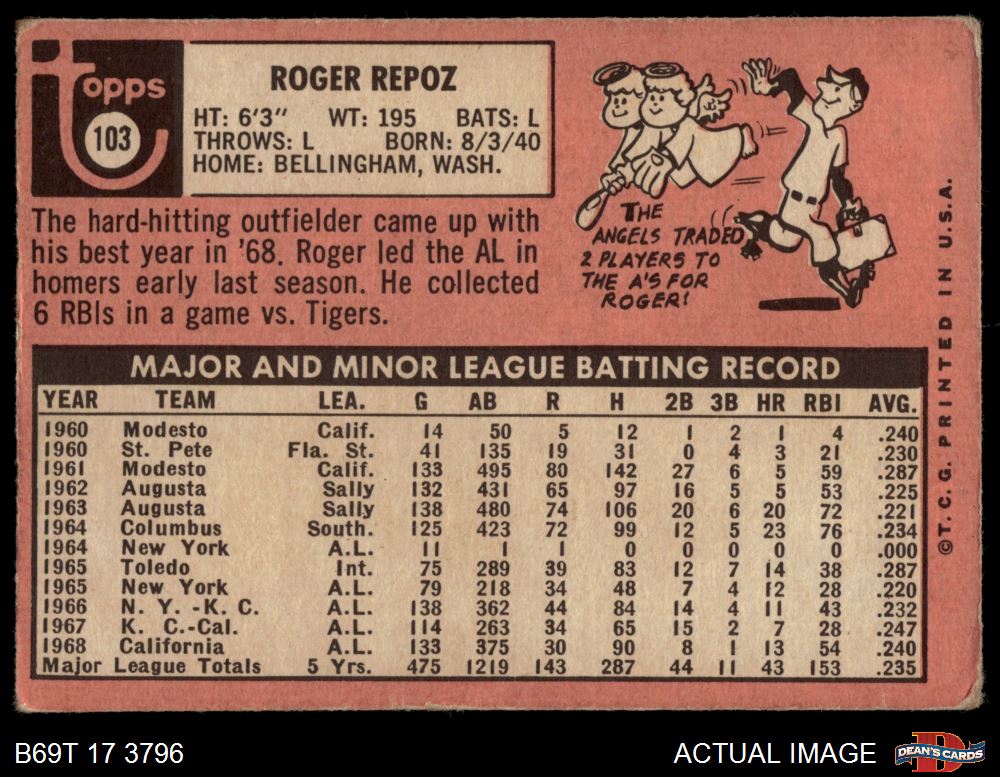 topps
103
ROGER REPOZ
HT: 6'3" WT: 195 BATS: L
THROWS: L BORN: 8/3/40
HOME: BELLINGHAM, WASH.
The hard-hitting outfielder came up with
his best year in '68. Roger led the AL in
homers early last season. He collected
6 RBIs in a game vs. Tigers.
THE
ANGELS TRADED
2 PLAYERS TO
THE A'S FOR
ROGER!
MAJOR AND MINOR LEAGUE BATTING RECORD
YEAR TEAM LEA. G AB R H 2B 3B HR RBI AVG.
1960 Modesto Calif. 14 50 5 12 1 2 1 4 .240
1960 St. Pete Fla. St. 41 135 19 31 0 4 3 21 .230
1961 Modesto Calif. 133 495 80 142 27 6 5 59 .287
1962 Augusta Sally 132 431 65 97 16 5 5 53 .225
1963 Augusta Sally 138 480 74 106 20 6 20 72 .221
1964 Columbus South. 125 423 72 99 12 5 23 76 .234
1964 New York A.L. 11 1 1 0 0 0 0 0 .000
1965 Toledo Int. 75 289 39 83 12 7 14 38 .287
1965 New York A.L. 79 218 34 48 7 4 12 28 .220
1966 N. Y. -K. C. A.L. 138 362 44 84 14 4 11 43 .232
1967 K. C.-Cal. A.L. 114 263 34 65 15 2 7 28 .247
1968 California A.L. 133 375 30 90 8 1 13 54 .240
Major League Totals 5 Yrs. 475 1219 143 287 44 11 43 153 .235
©T.C.G. PRINTED IN U.S.A.
B69T 17 3796
ACTUAL IMAGE
D
DEAN'S CARDS